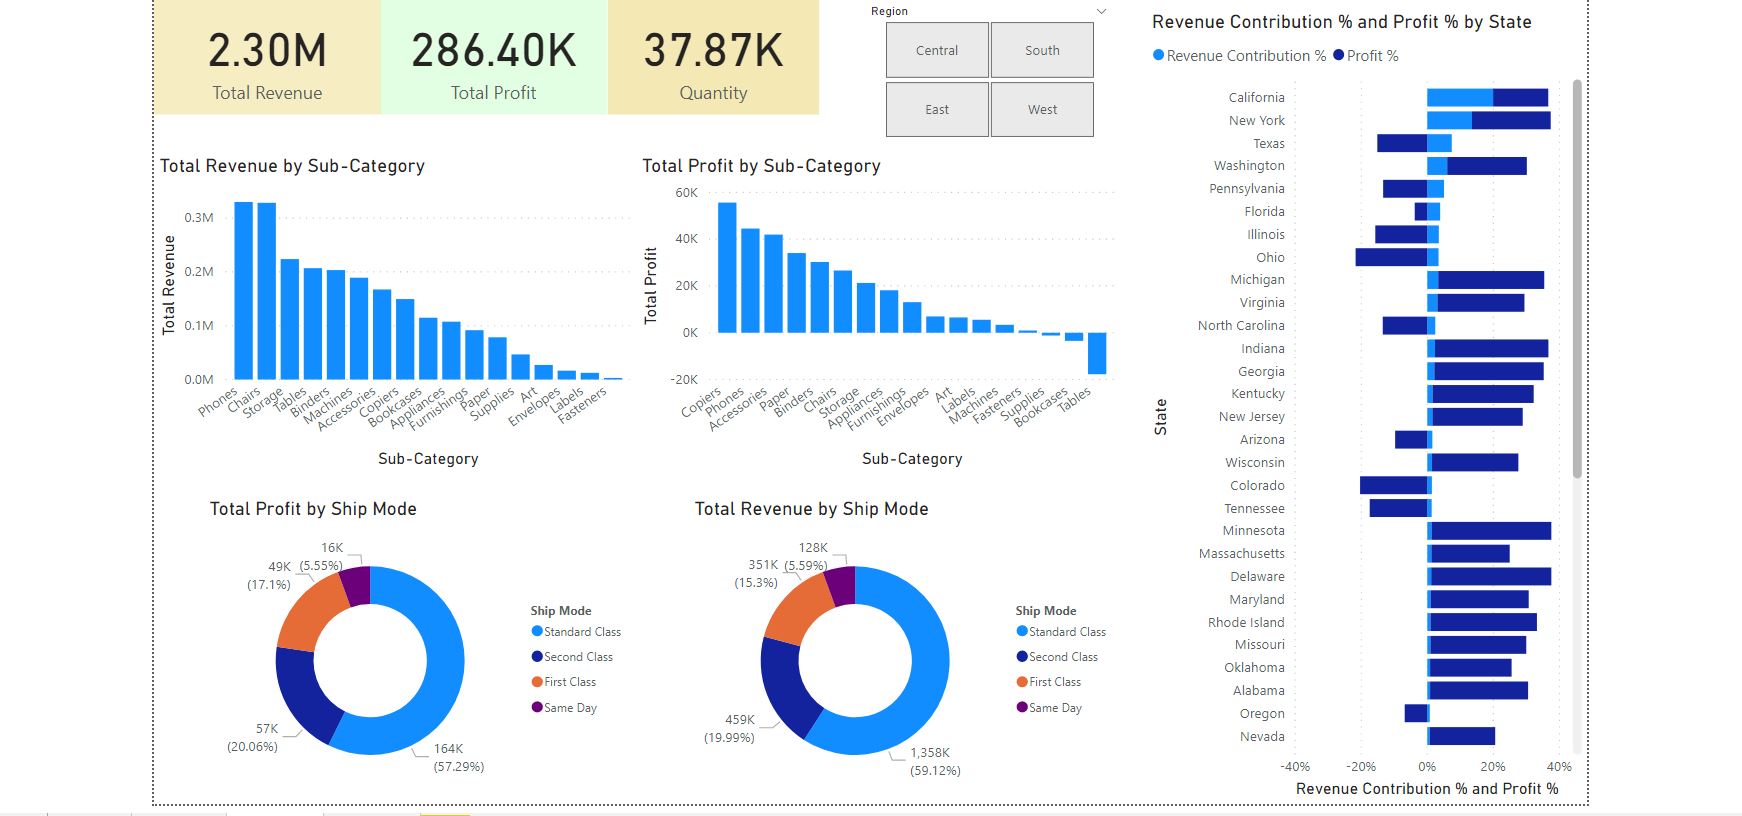 2.30M
Total Revenue
286.40K
Total Profit
37.87K
Quantity
Region
Central
South
East
West
Total Revenue by Sub-Category
Total Revenue
0.3M
0.2M
0.1M
0.0M
Phones
Chairs
Storage
Tables
Binders
Machines
Accessories
Copiers
Bookcases
Appliances
Furnishings
Paper
Supplies
Art
Envelopes
Labels
Fasteners
Sub-Category
Total Profit by Sub-Category
Total Profit
60K
40K
20K
0K
-20K
Copiers
Phones
Accessories
Paper
Binders
Chairs
Storage
Appliances
Furnishings
Envelopes
Art
Labels
Machines
Fasteners
Supplies
Bookcases
Tables
Sub-Category
Total Profit by Ship Mode
16K
(5.55%)
49K
(17.1%)
57K
(20.06%)
164K
(57.29%)
Ship Mode
Standard Class
Second Class
First Class
Same Day
Total Revenue by Ship Mode
128K
(5.59%)
351K
(15.3%)
459K
(19.99%)
1,358K
(59.12%)
Ship Mode
Standard Class
Second Class
First Class
Same Day
Revenue Contribution % and Profit % by State
Revenue Contribution % Profit %
State
California
New York
Texas
Washington
Pennsylvania
Florida
Illinois
Ohio
Michigan
Virginia
North Carolina
Indiana
Georgia
Kentucky
New Jersey
Arizona
Wisconsin
Colorado
Tennessee
Minnesota
Massachusetts
Delaware
Maryland
Rhode Island
Missouri
Oklahoma
Alabama
Oregon
Nevada
-40% -20% 0% 20% 40%
Revenue Contribution % and Profit %